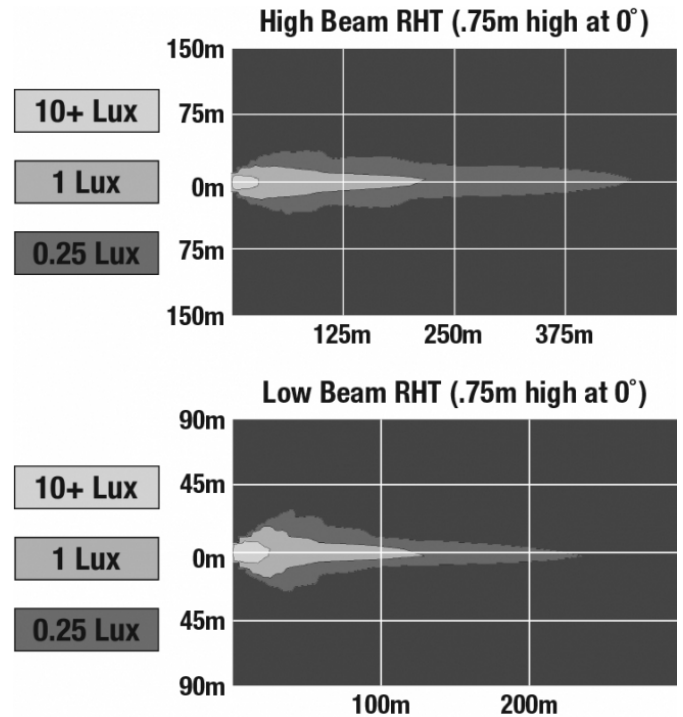 High Beam RHT (.75m high at 0°)
150m
10+ Lux
75m
1 Lux
0m
0.25 Lux
75m
150m
125m 250m 375m
Low Beam RHT (.75m high at 0°)
90m
10+ Lux
45m
1 Lux
0m
0.25 Lux
45m
90m
100m 200m